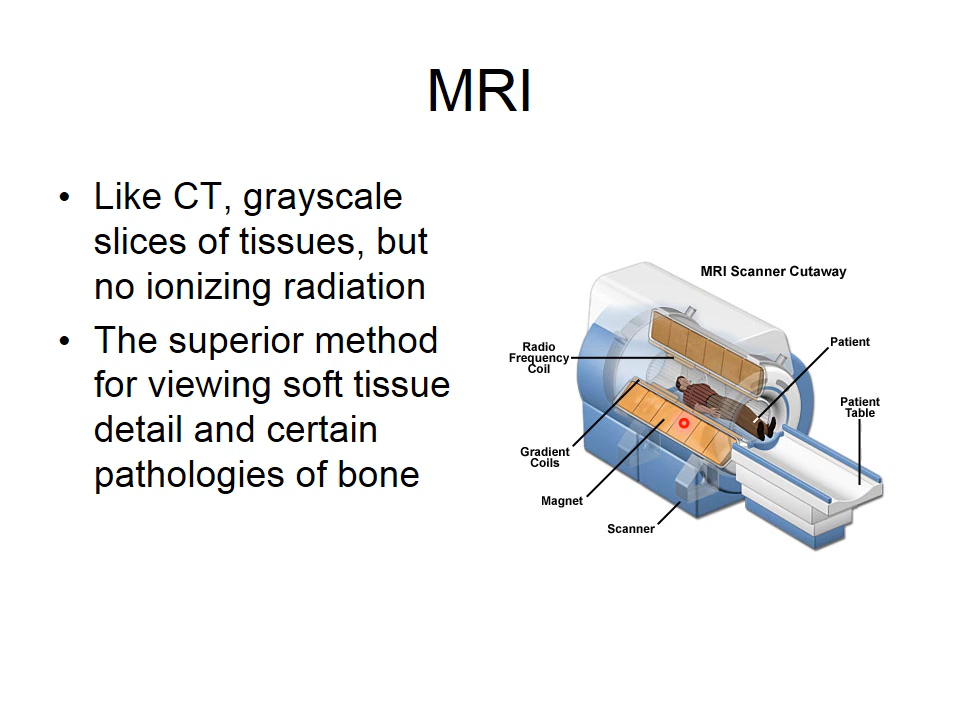 MRI
• Like CT, grayscale
slices of tissues, but
no ionizing radiation
• The superior method
for viewing soft tissue
detail and certain
pathologies of bone
MRI Scanner Cutaway
Radio
Frequency
Coil
Patient
Patient
Table
Gradient
Coils
Magnet
Scanner